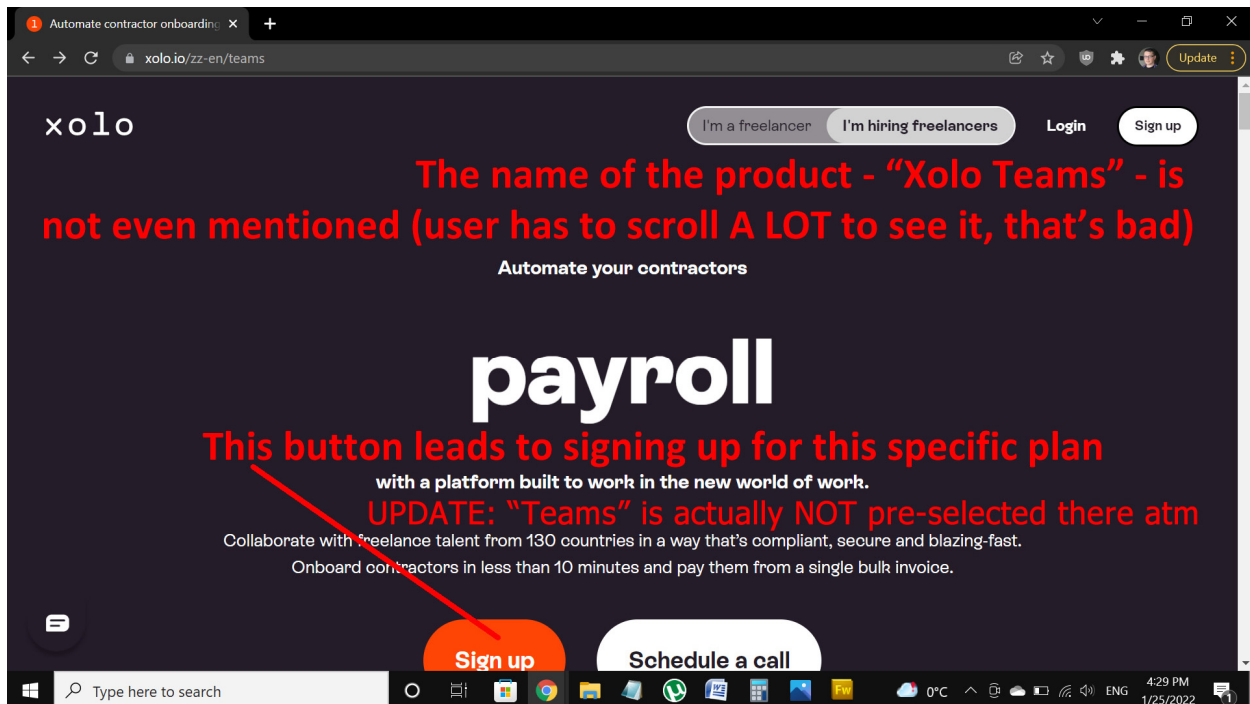 1 Automate contractor onboarding
xolo.io/zz-en/teams
Update
xolo
I'm a freelancer I'm hiring freelancers Login Sign up
The name of the product - “Xolo Teams” - is
not even mentioned (user has to scroll A LOT to see it, that’s bad)
Automate your contractors
payroll
This button leads to signing up for this specific plan
with a platform built to work in the new world of work.
UPDATE: “Teams” is actually NOT pre-selected there atm
Collaborate with freelance talent from 130 countries in a way that’s compliant, secure and blazing-fast.
Onboard contractors in less than 10 minutes and pay them from a single bulk invoice.
Sign up Schedule a call
Type here to search
Fw
0°C
ENG
4:29 PM
1/25/2022
1